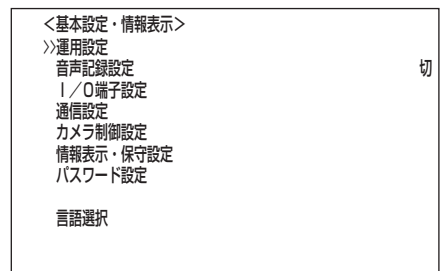 ＜基本設定・情報表示＞
>>運用設定
音声記録設定 切
I／O端子設定
通信設定
カメラ制御設定
情報表示・保守設定
パスワード設定
言語選択